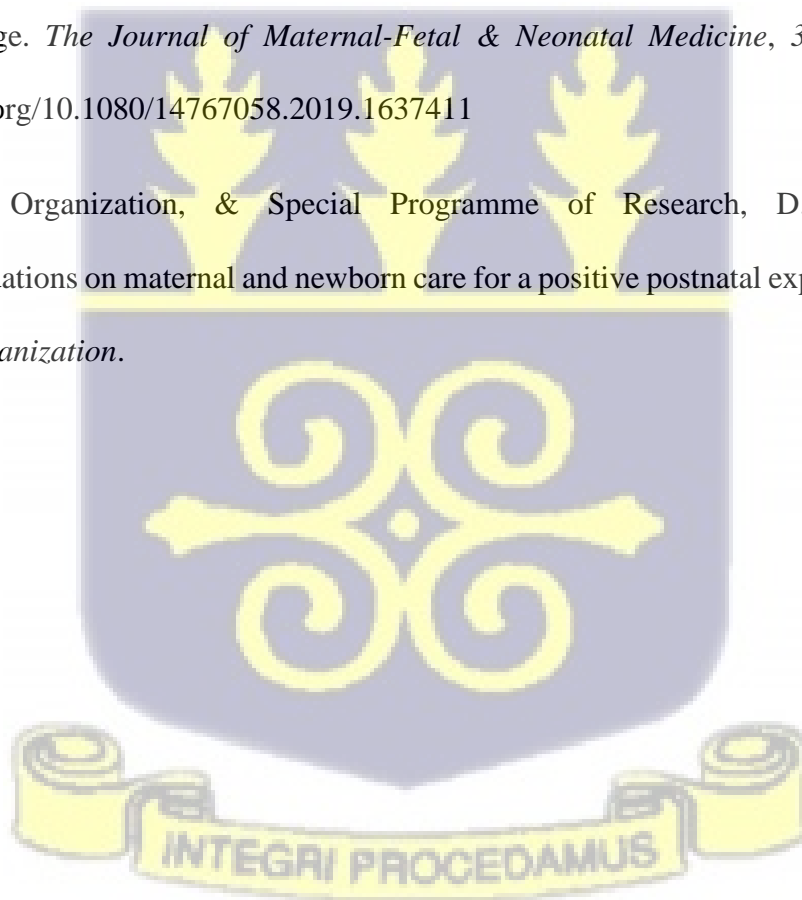 ge. The Journal of Maternal-Fetal & Neonatal Medicine, 3
org/10.1080/14767058.2019.1637411
Organization, & Special Programme of Research, D
ations on maternal and newborn care for a positive postnatal exp
anization.
INTEGRI PROCEDAMUS